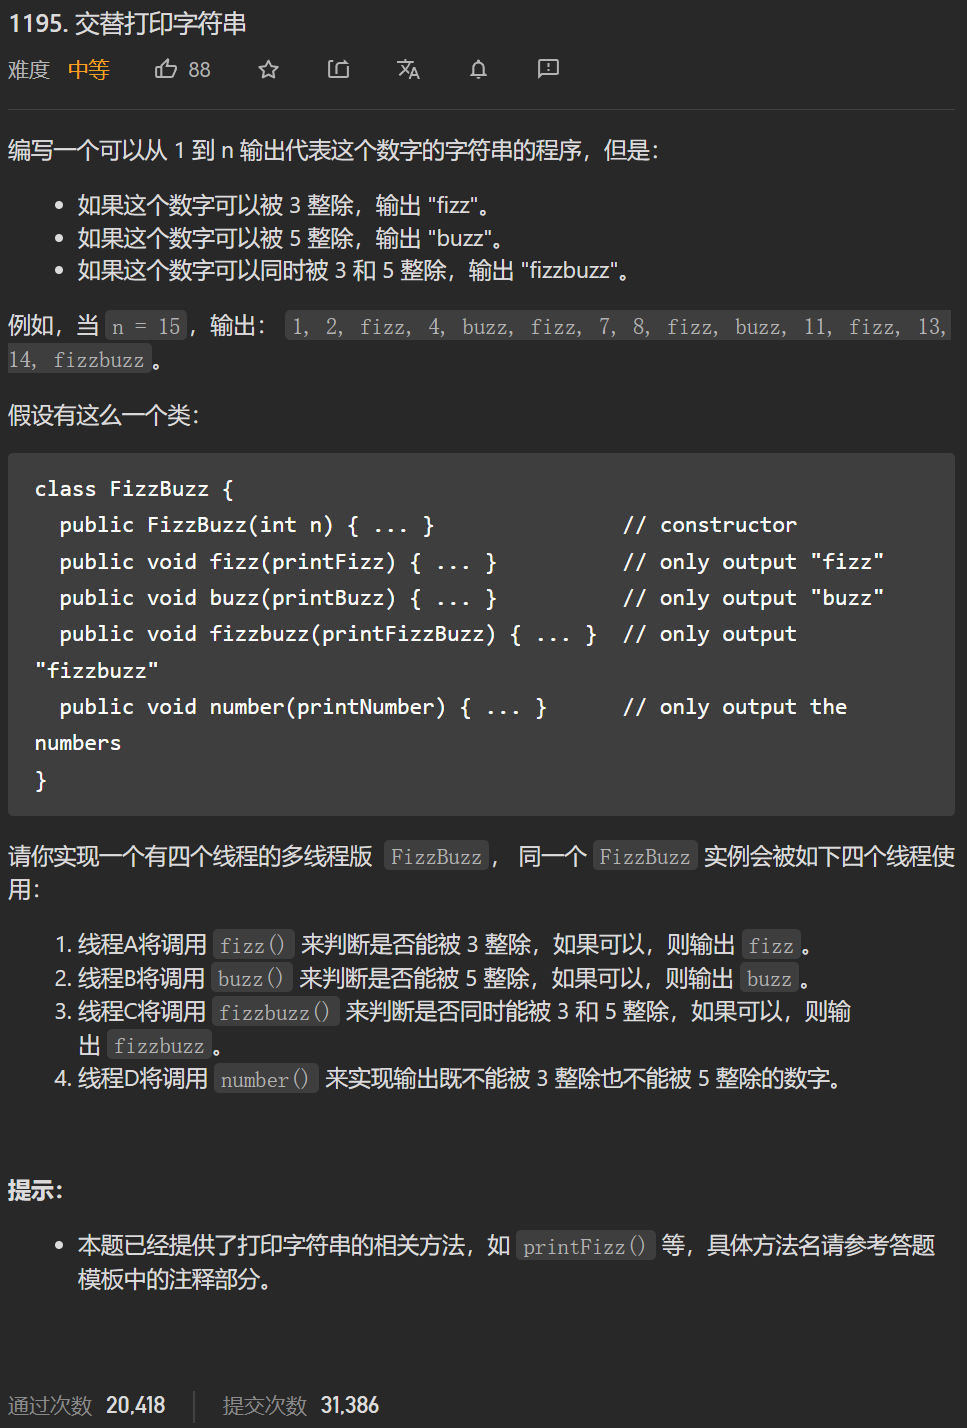 1195. 交替打印字符串
难度 中等 88
编写一个可以从 1 到 n 输出代表这个数字的字符串的程序，但是：
• 如果这个数字可以被 3 整除，输出 "fizz"。
• 如果这个数字可以被 5 整除，输出 "buzz"。
• 如果这个数字可以同时被 3 和 5 整除，输出 "fizzbuzz"。
例如，当 n = 15，输出： 1, 2, fizz, 4, buzz, fizz, 7, 8, fizz, buzz, 11, fizz, 13,
14, fizzbuzz。
假设有这么一个类：
class FizzBuzz {
  public FizzBuzz(int n) { ... }               // constructor
  public void fizz(printFizz) { ... }          // only output "fizz"
  public void buzz(printBuzz) { ... }          // only output "buzz"
  public void fizzbuzz(printFizzBuzz) { ... }  // only output
"fizzbuzz"
  public void number(printNumber) { ... }      // only output the
numbers
}
请你实现一个有四个线程的多线程版 FizzBuzz， 同一个 FizzBuzz 实例会被如下四个线程使
用：
1. 线程A将调用 fizz() 来判断是否能被 3 整除，如果可以，则输出 fizz。
2. 线程B将调用 buzz() 来判断是否能被 5 整除，如果可以，则输出 buzz。
3. 线程C将调用 fizzbuzz() 来判断是否同时能被 3 和 5 整除，如果可以，则输
出 fizzbuzz。
4. 线程D将调用 number() 来实现输出既不能被 3 整除也不能被 5 整除的数字。
提示：
• 本题已经提供了打印字符串的相关方法，如 printFizz() 等，具体方法名请参考答题
模板中的注释部分。
通过次数 20,418 提交次数 31,386